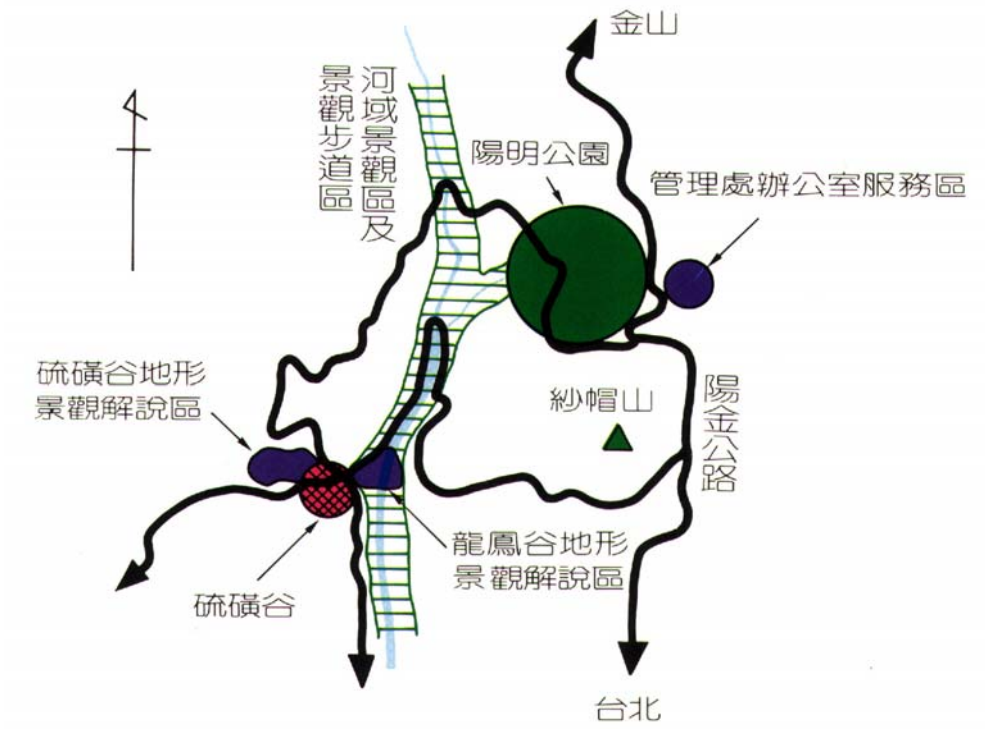 金山
河域景觀區及
景觀步道區
陽明公園
管理處辦公室服務區
硫磺谷地形
景觀解說區
紗帽山
陽金公路
龍鳳谷地形
景觀解說區
硫磺谷
台北